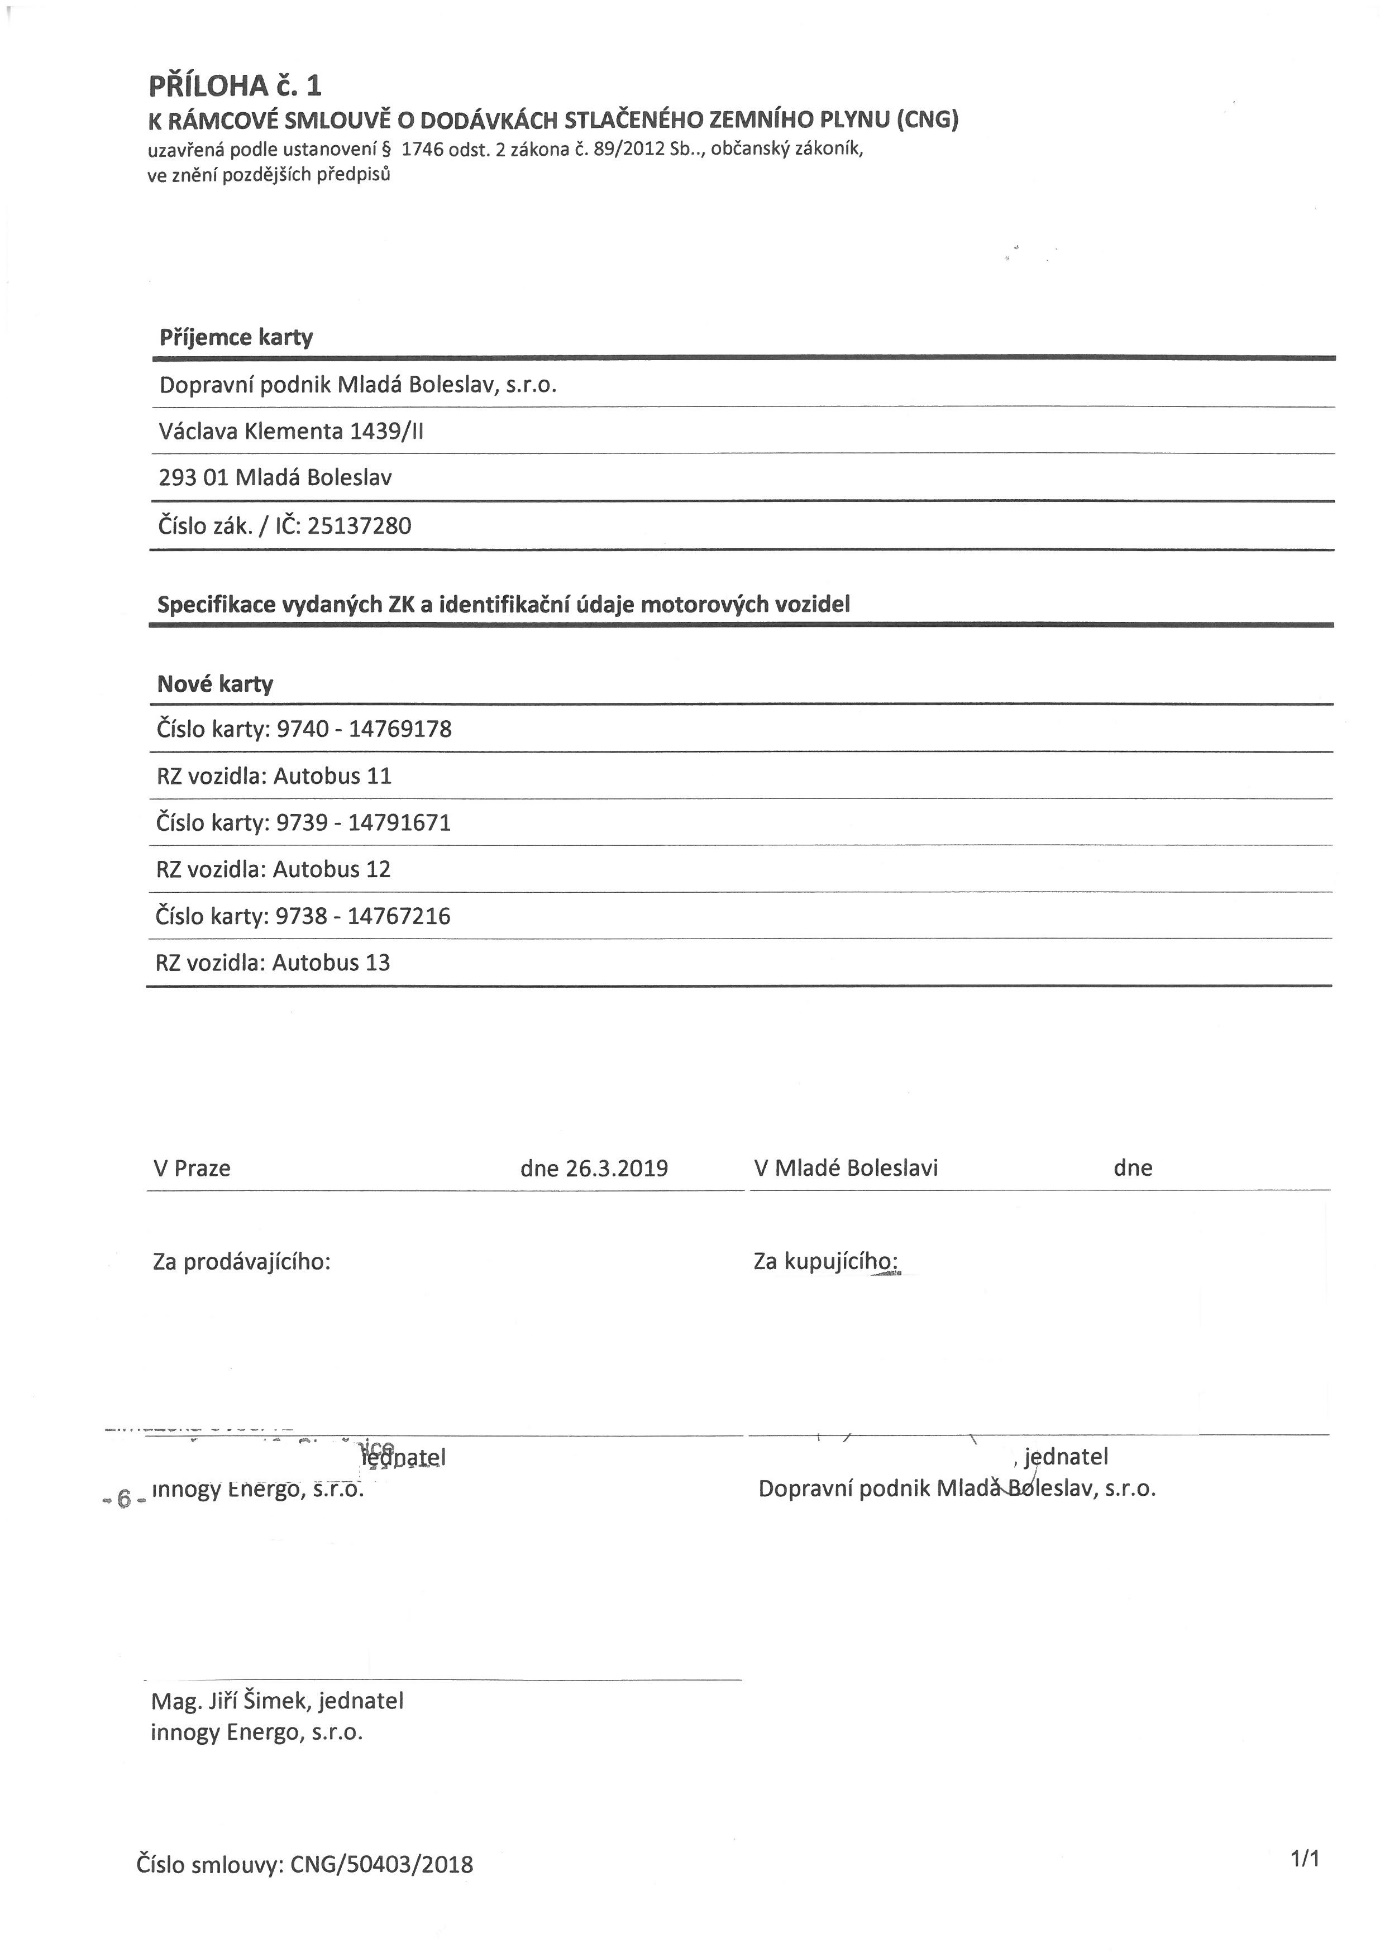 PŘÍLOHA č. 1
K RÁMCOVÉ SMLOUVĚ O DODÁVKÁCH STLAČENÉHO ZEMNÍHO PLYNU (CNG)
uzavřená podle ustanovení § 1746 odst. 2 zákona č. 89/2012 Sb.., občanský zákoník,
ve znění pozdějších předpisů
Příjemce karty
Dopravní podnik Mladá Boleslav, s.r.o.
Václava Klementa 1439/II
293 01 Mladá Boleslav
Číslo zák. / IČ: 25137280
Specifikace vydaných ZK a identifikační údaje motorových vozidel
Nové karty
Číslo karty: 9740 - 14769178
RZ vozidla: Autobus 11
Číslo karty: 9739 - 14791671
RZ vozidla: Autobus 12
Číslo karty: 9738 - 14767216
RZ vozidla: Autobus 13
V Praze dne 26.3.2019 V Mladé Boleslavi dne
Za prodávajícího: Za kupujícího:
jednatel , jednatel
- 6 - innogy Energo, s.r.o. Dopravní podnik Mladá Boleslav, s.r.o.
Mag. Jiří Šimek, jednatel
innogy Energo, s.r.o.
Číslo smlouvy: CNG/50403/2018 1/1